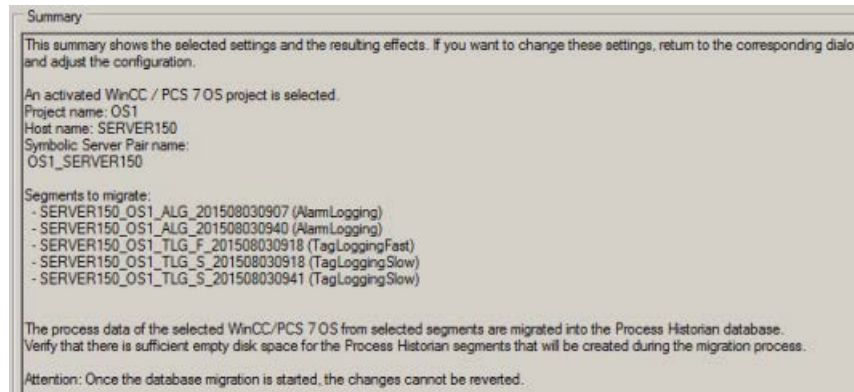 Summary
This summary shows the selected settings and the resulting effects. If you want to change these settings, return to the corresponding dialo
and adjust the configuration.
An activated WinCC / PCS 7 OS project is selected.
Project name: OS1
Host name: SERVER150
Symbolic Server Pair name:
OS1_SERVER150
Segments to migrate:
- SERVER150_OS1_ALG_201508030907 (AlarmLogging)
- SERVER150_OS1_ALG_201508030940 (AlarmLogging)
- SERVER150_OS1_TLG_F_201508030918 (TagLoggingFast)
- SERVER150_OS1_TLG_S_201508030918 (TagLoggingSlow)
- SERVER150_OS1_TLG_S_201508030941 (TagLoggingSlow)
The process data of the selected WinCC/PCS 7 OS from selected segments are migrated into the Process Historian database.
Verify that there is sufficient empty disk space for the Process Historian segments that will be created during the migration process.
Attention: Once the database migration is started, the changes cannot be reverted.